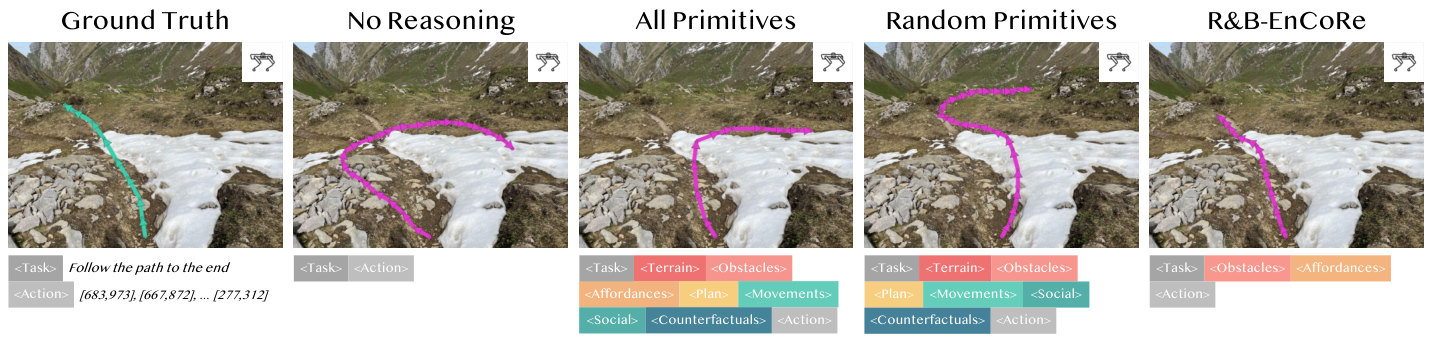 Ground Truth
<Task> Follow the path to the end
<Action> [683,973], [667,872], ... [277,312]
No Reasoning
<Task> <Action>
All Primitives
<Task> <Terrain> <Obstacles>
<Affordances> <Plan> <Movements>
<Social> <Counterfactuals> <Action>
Random Primitives
<Task> <Terrain> <Obstacles>
<Plan> <Movements> <Social>
<Counterfactuals> <Action>
R&B-EnCoRe
<Task> <Obstacles> <Affordances>
<Action>